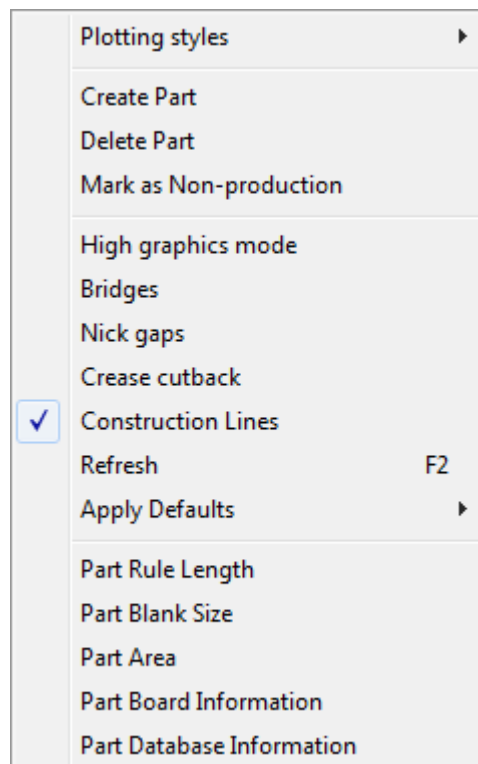 Plotting styles
Create Part
Delete Part
Mark as Non-production
High graphics mode
Bridges
Nick gaps
Crease cutback
Construction Lines
Refresh F2
Apply Defaults
Part Rule Length
Part Blank Size
Part Area
Part Board Information
Part Database Information